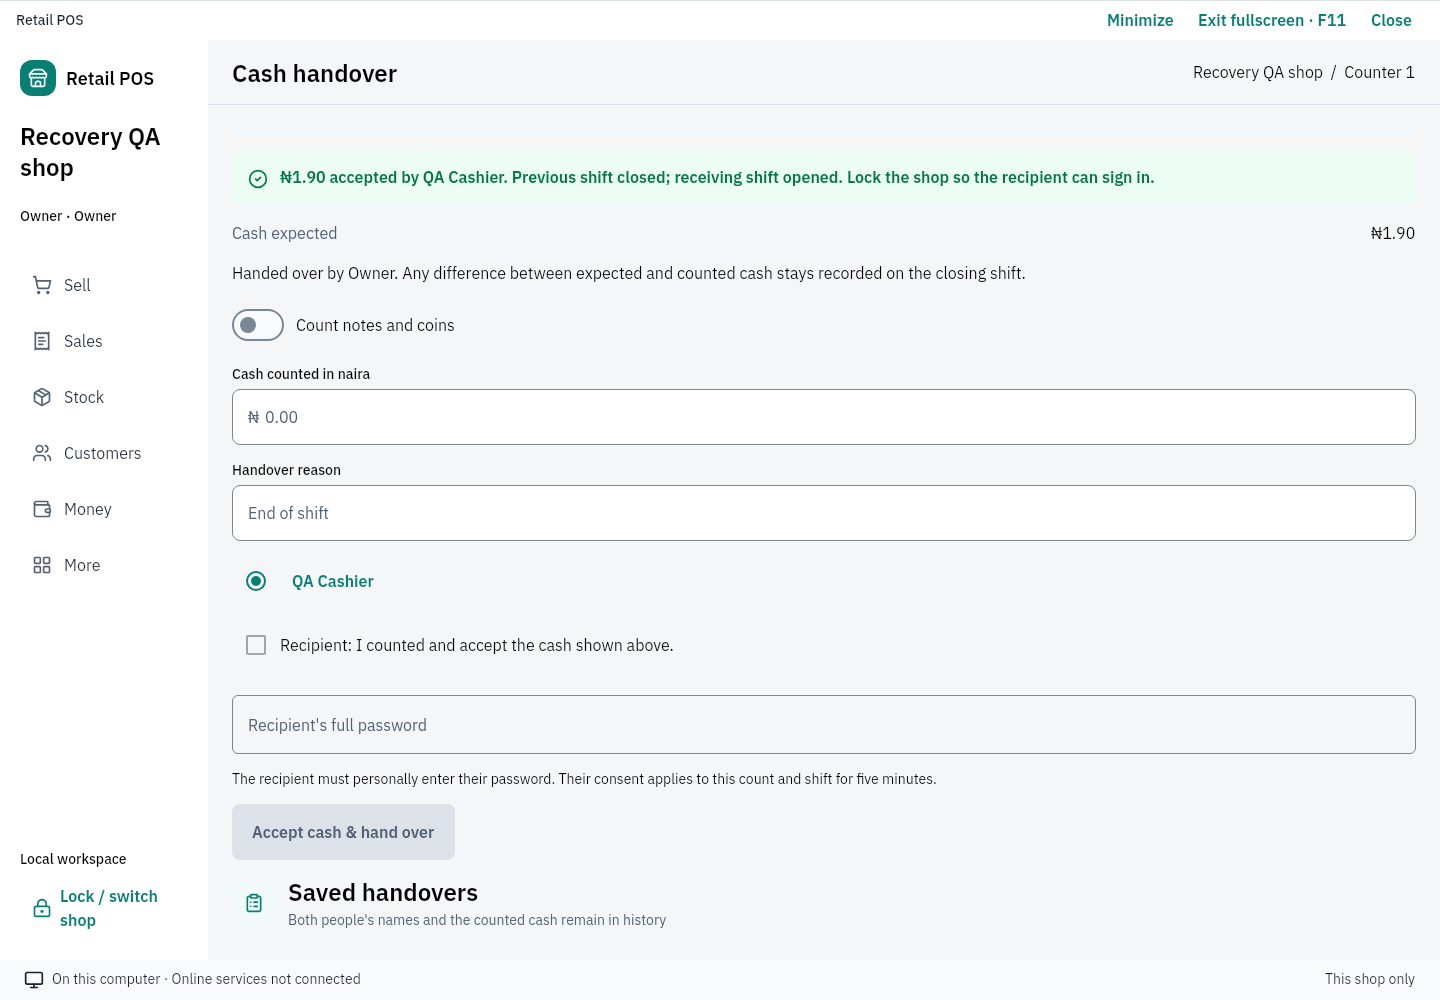 Retail POS
Minimize
Exit fullscreen · F11
Close
Retail POS
Cash handover
Recovery QA shop / Counter 1
Recovery QA
shop
Owner · Owner
₦1.90 accepted by QA Cashier. Previous shift closed; receiving shift opened. Lock the shop so the recipient can sign in.
Cash expected
₦1.90
Handed over by Owner. Any difference between expected and counted cash stays recorded on the closing shift.
Sell
Sales
Stock
Customers
Money
More
Count notes and coins
Cash counted in naira
₦ 0.00
Handover reason
End of shift
QA Cashier
Recipient: I counted and accept the cash shown above.
Recipient's full password
The recipient must personally enter their password. Their consent applies to this count and shift for five minutes.
Accept cash & hand over
Saved handovers
Both people's names and the counted cash remain in history
Local workspace
Lock / switch
shop
On this computer · Online services not connected
This shop only